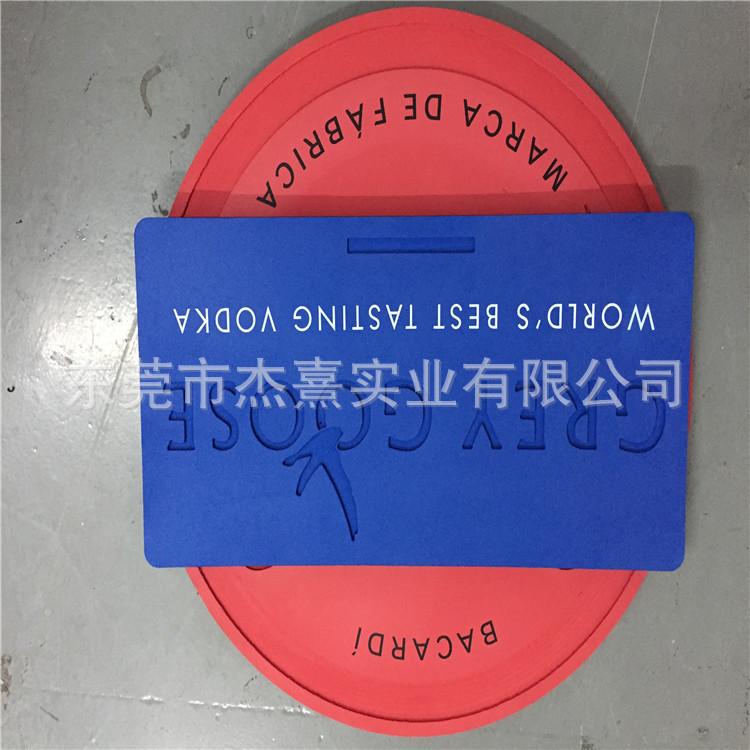 BACARDÍ
GREY GOOSE
WORLD'S BEST TASTING VODKA
MARCA DE FÁBRICA
东莞市杰熹实业有限公司